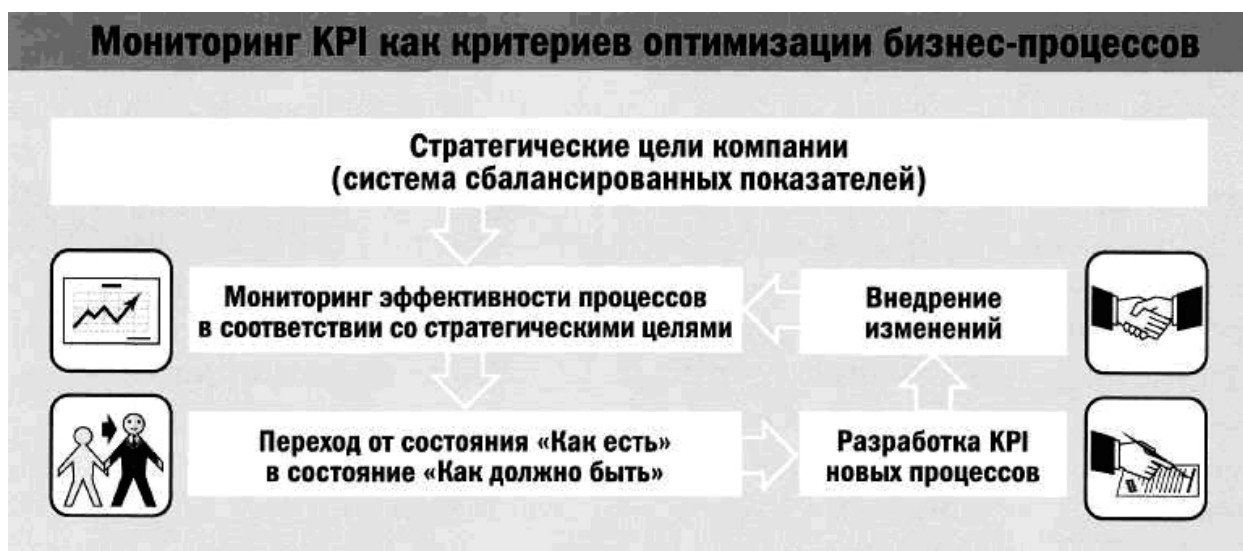 Мониторинг KPI как критериев оптимизации бизнес-процессов
Стратегические цели компании
(система сбалансированных показателей)
Мониторинг эффективности процессов
в соответствии со стратегическими целями
Внедрение
изменений
Переход от состояния «Как есть»
в состояние «Как должно быть»
Разработка KPI
новых процессов